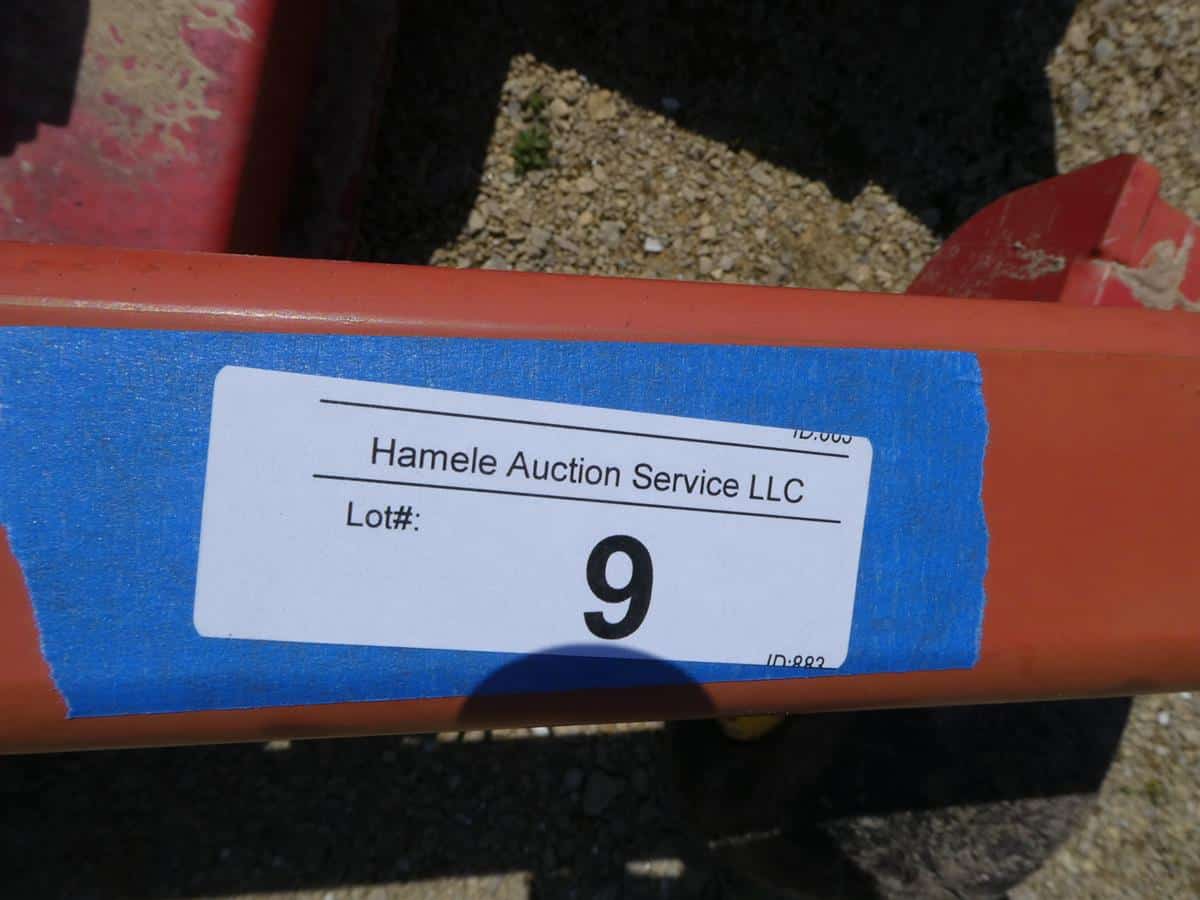 Hamele Auction Service LLC
Lot#:
9
ID:883